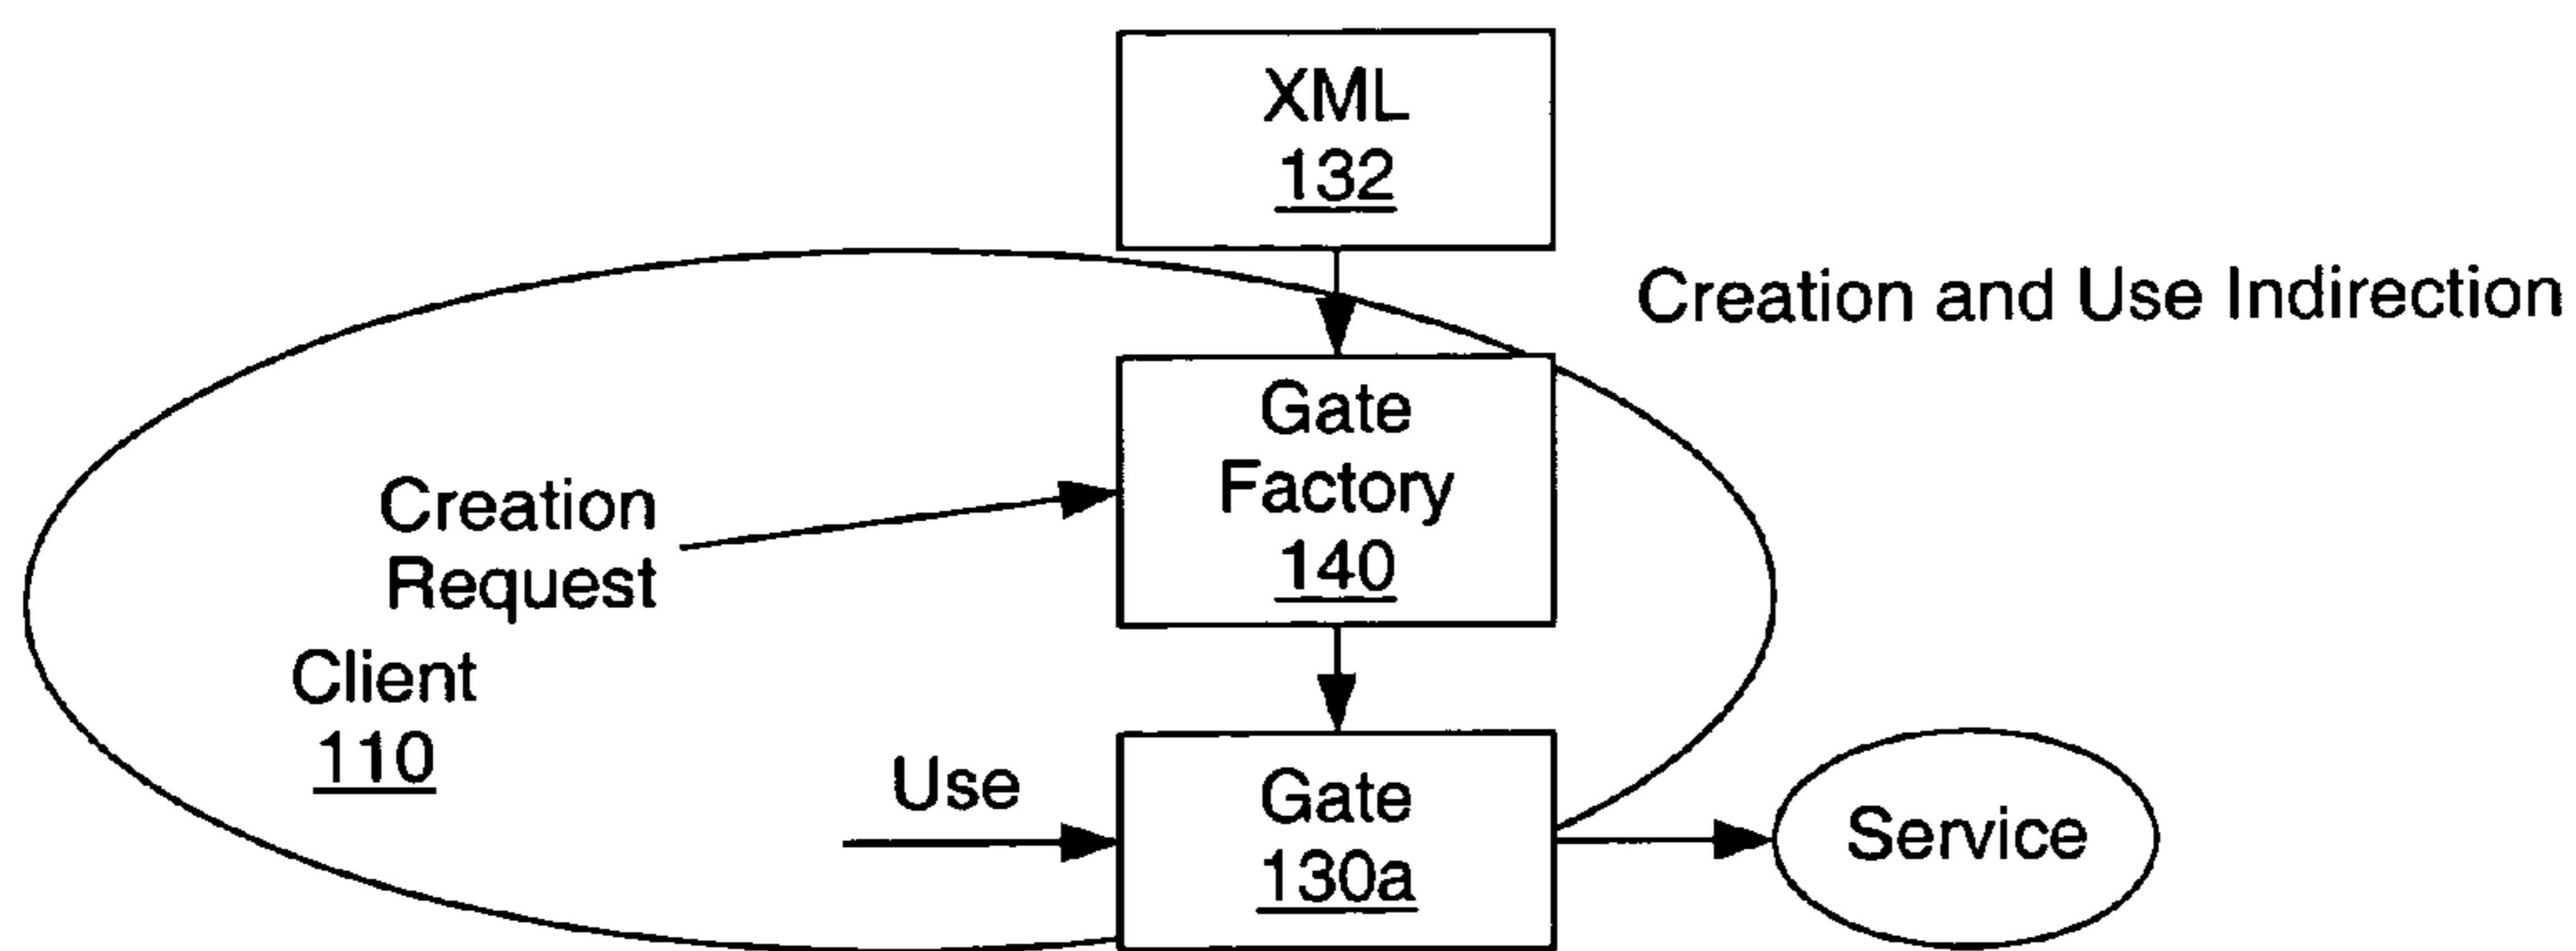 XML
132
Creation and Use Indirection
Gate
Factory
140
Creation
Request
Client
110
Use
Gate
130a
Service